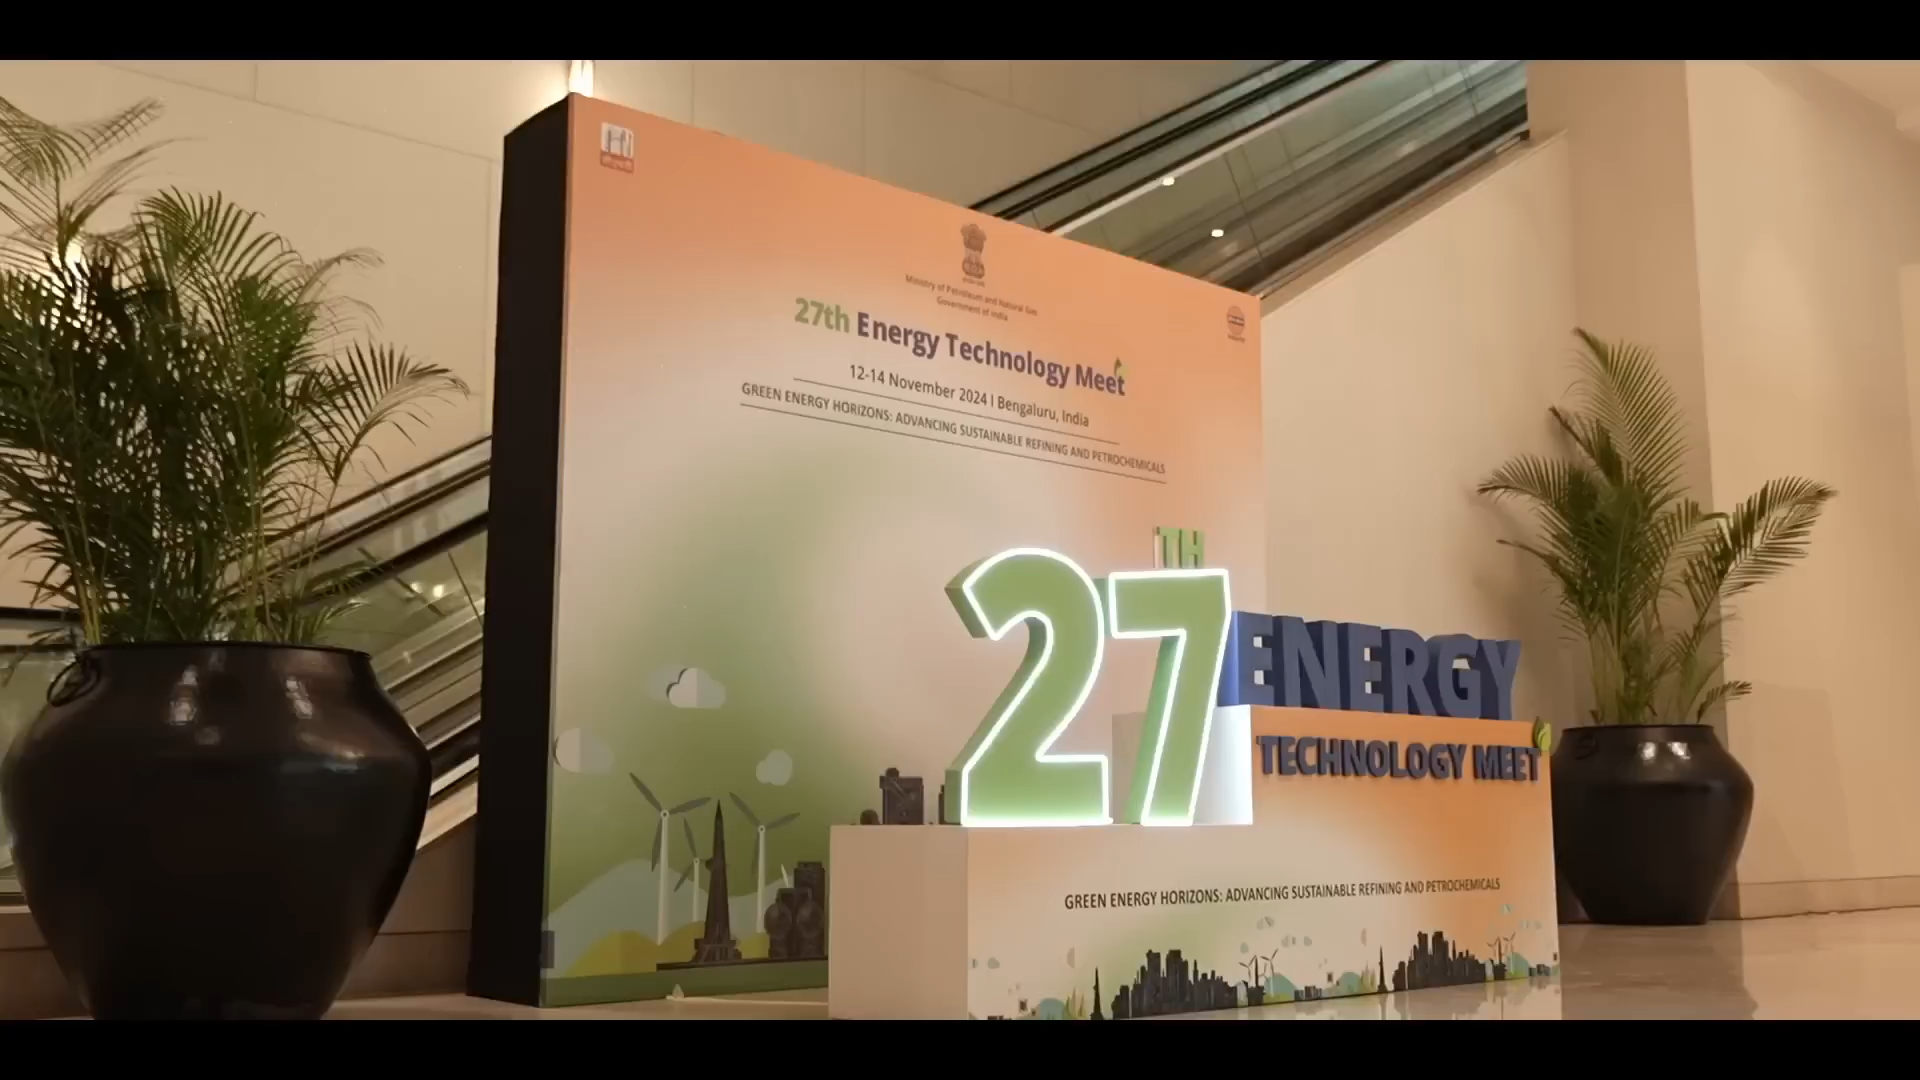 Ministry of Petroleum and Natural Gas
Government of India
27th Energy Technology Meet
12-14 November 2024 | Bengaluru, India
GREEN ENERGY HORIZONS: ADVANCING SUSTAINABLE REFINING AND PETROCHEMICALS
27TH ENERGY
TECHNOLOGY MEET
GREEN ENERGY HORIZONS: ADVANCING SUSTAINABLE REFINING AND PETROCHEMICALS